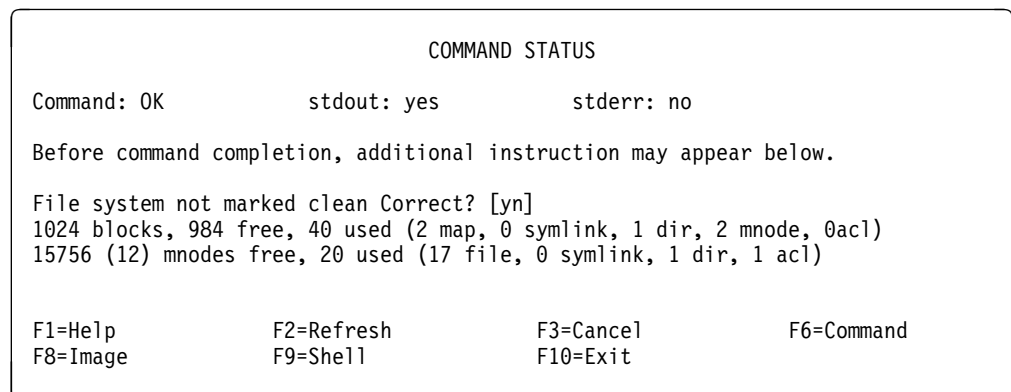 COMMAND STATUS
Command: OK stdout: yes stderr: no
Before command completion, additional instruction may appear below.
File system not marked clean Correct? [yn]
1024 blocks, 984 free, 40 used (2 map, 0 symlink, 1 dir, 2 mnode, 0acl)
15756 (12) mnodes free, 20 used (17 file, 0 symlink, 1 dir, 1 acl)
F1=Help F2=Refresh F3=Cancel F6=Command
F8=Image F9=Shell F10=Exit